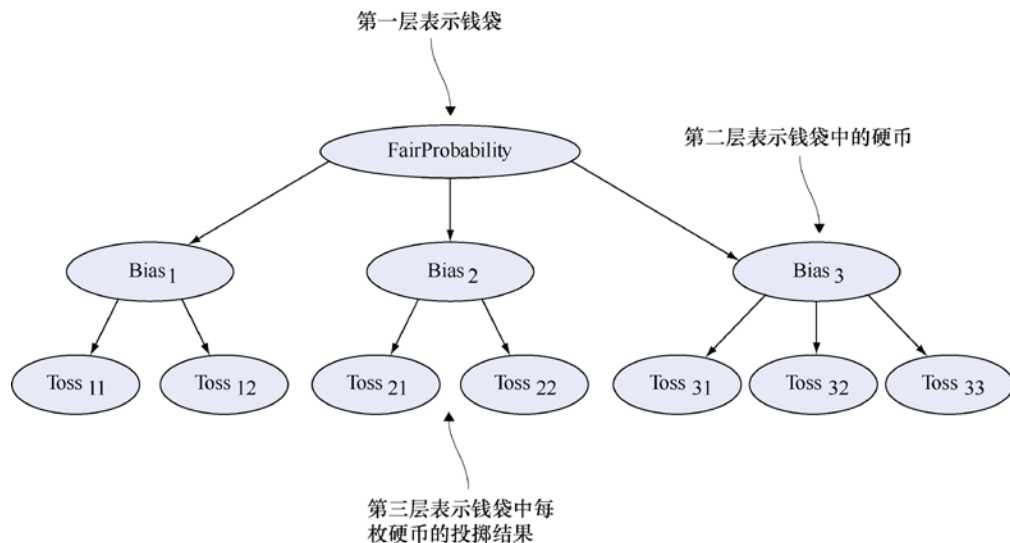 第一层表示钱袋
FairProbability
第二层表示钱袋中的硬币
Bias 1
Bias 2
Bias 3
Toss 11
Toss 12
Toss 21
Toss 22
Toss 31
Toss 32
Toss 33
第三层表示钱袋中每
枚硬币的投掷结果